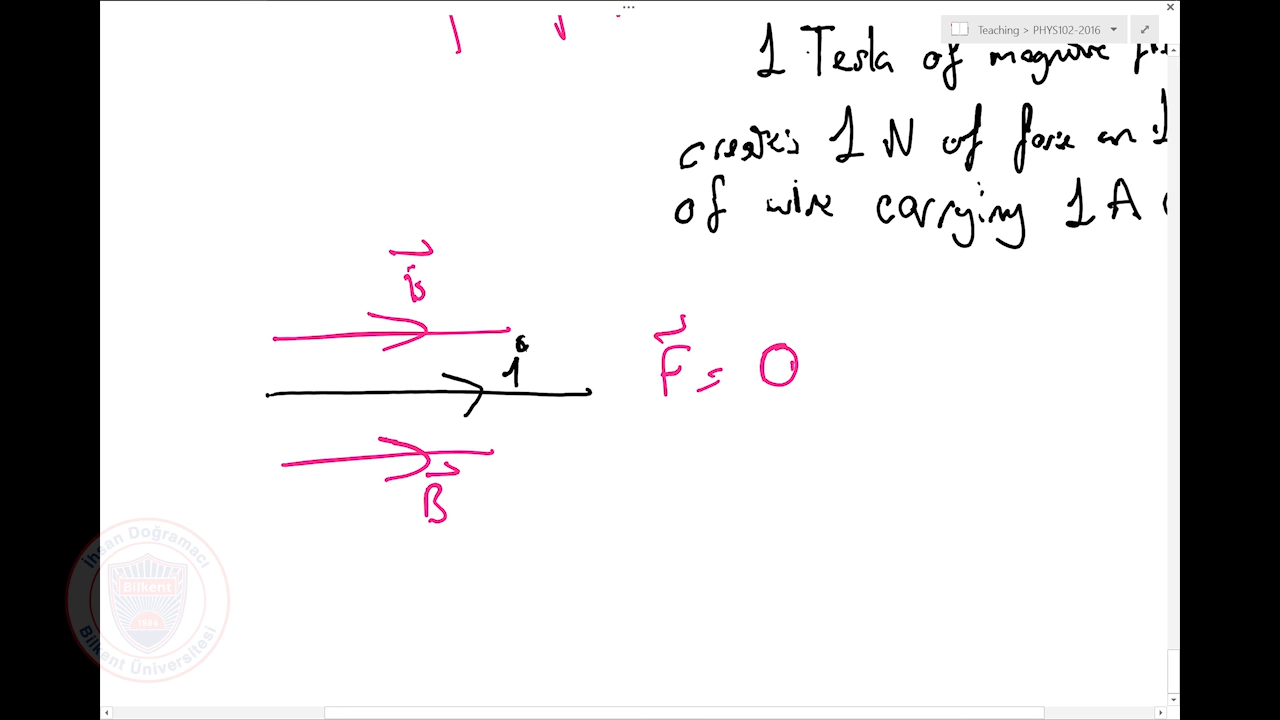 Teaching > PHYS102-2016
1 Tesla of magnetic
creates 1 N of force on 1
of wire carrying 1 A
B
i
F = 0
B
İhsan Doğramacı
Bilkent
1984
Bilkent Üniversitesi